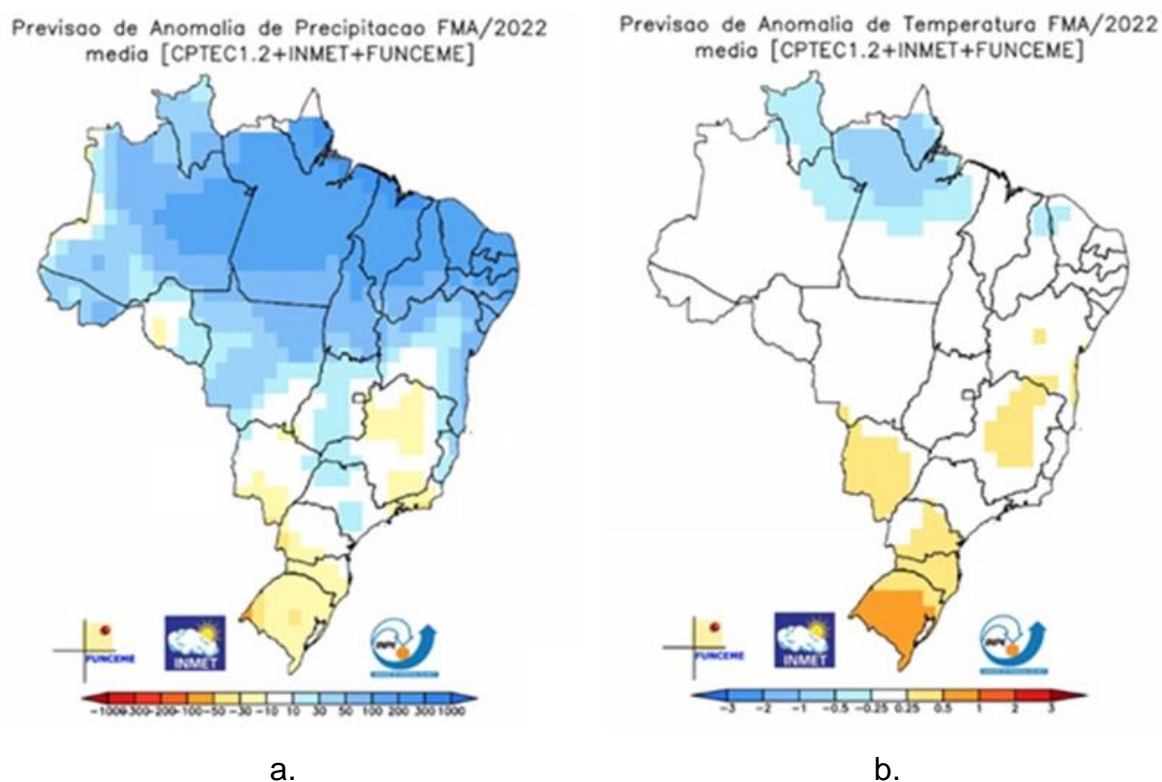 Previsao de Anomalia de Precipitacao FMA/2022
media [CPTEC1.2+INMET+FUNCEME]
FUNCEME
INMET
INPE
-1000 -300 -200 -100 -50 -30 -10 10 30 50 100 200 300 1000
a.
Previsao de Anomalia de Temperatura FMA/2022
media [CPTEC1.2+INMET+FUNCEME]
FUNCEME
INMET
INPE
-3 -2 -1 -0.5 -0.25 0.25 0.5 1 2 3
b.